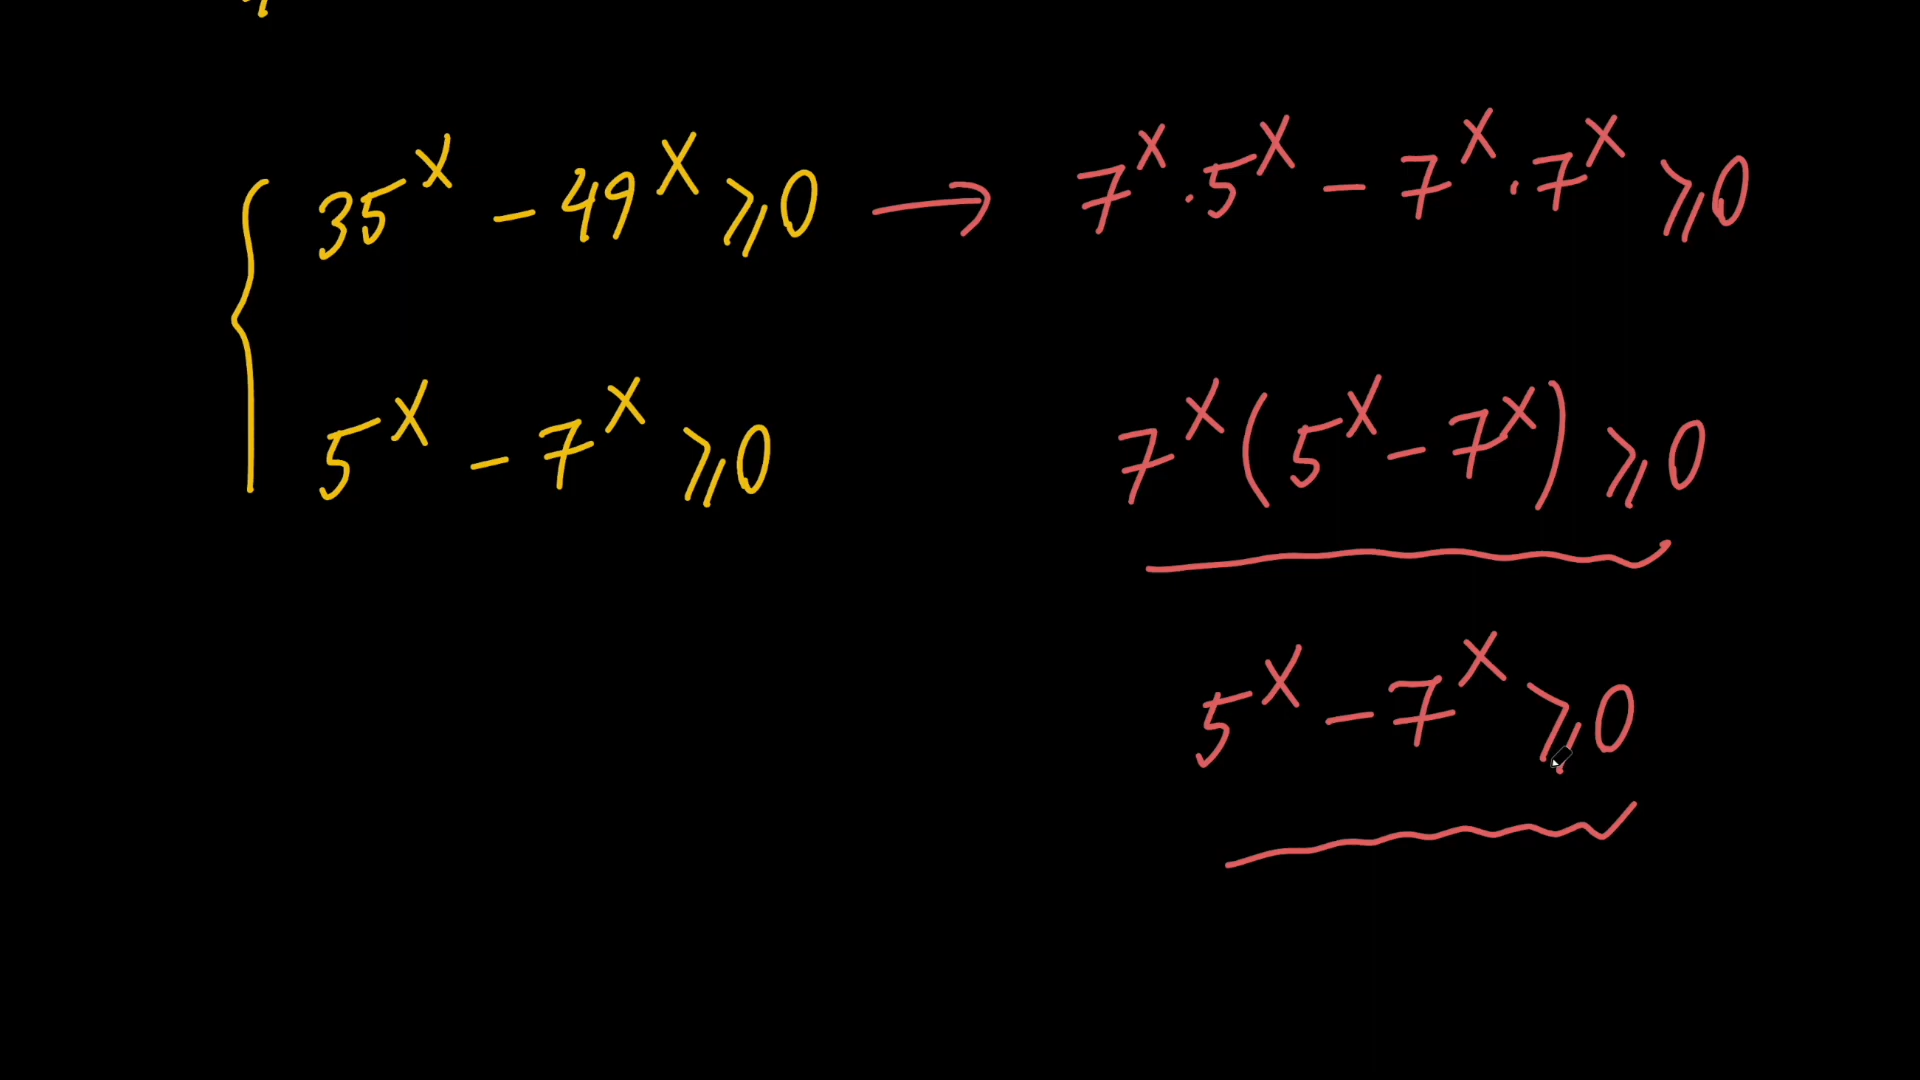 35^x - 49^x ⩾ 0 → 7^x · 5^x - 7^x · 7^x ⩾ 0
5^x - 7^x ⩾ 0
7^x (5^x - 7^x) ⩾ 0
5^x - 7^x ⩾ 0